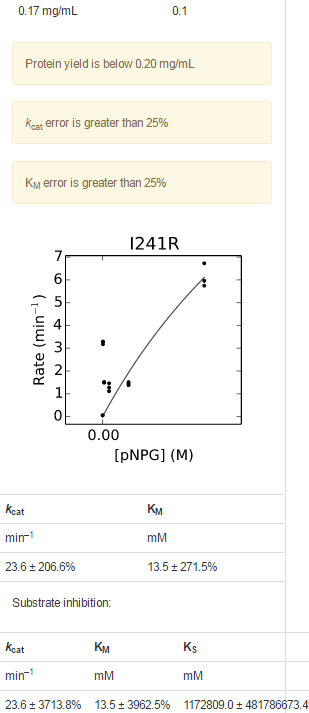 0.17 mg/mL 0.1
Protein yield is below 0.20 mg/mL
kcat error is greater than 25%
KM error is greater than 25%
I241R
7
6
5
4
3
2
1
0
Rate (min⁻¹)
0.00
[pNPG] (M)
kcat KM
min⁻¹ mM
23.6 ± 206.6% 13.5 ± 271.5%
Substrate inhibition:
kcat KM KS
min⁻¹ mM mM
23.6 ± 3713.8% 13.5 ± 3962.5% 1172809.0 ± 481786673.4